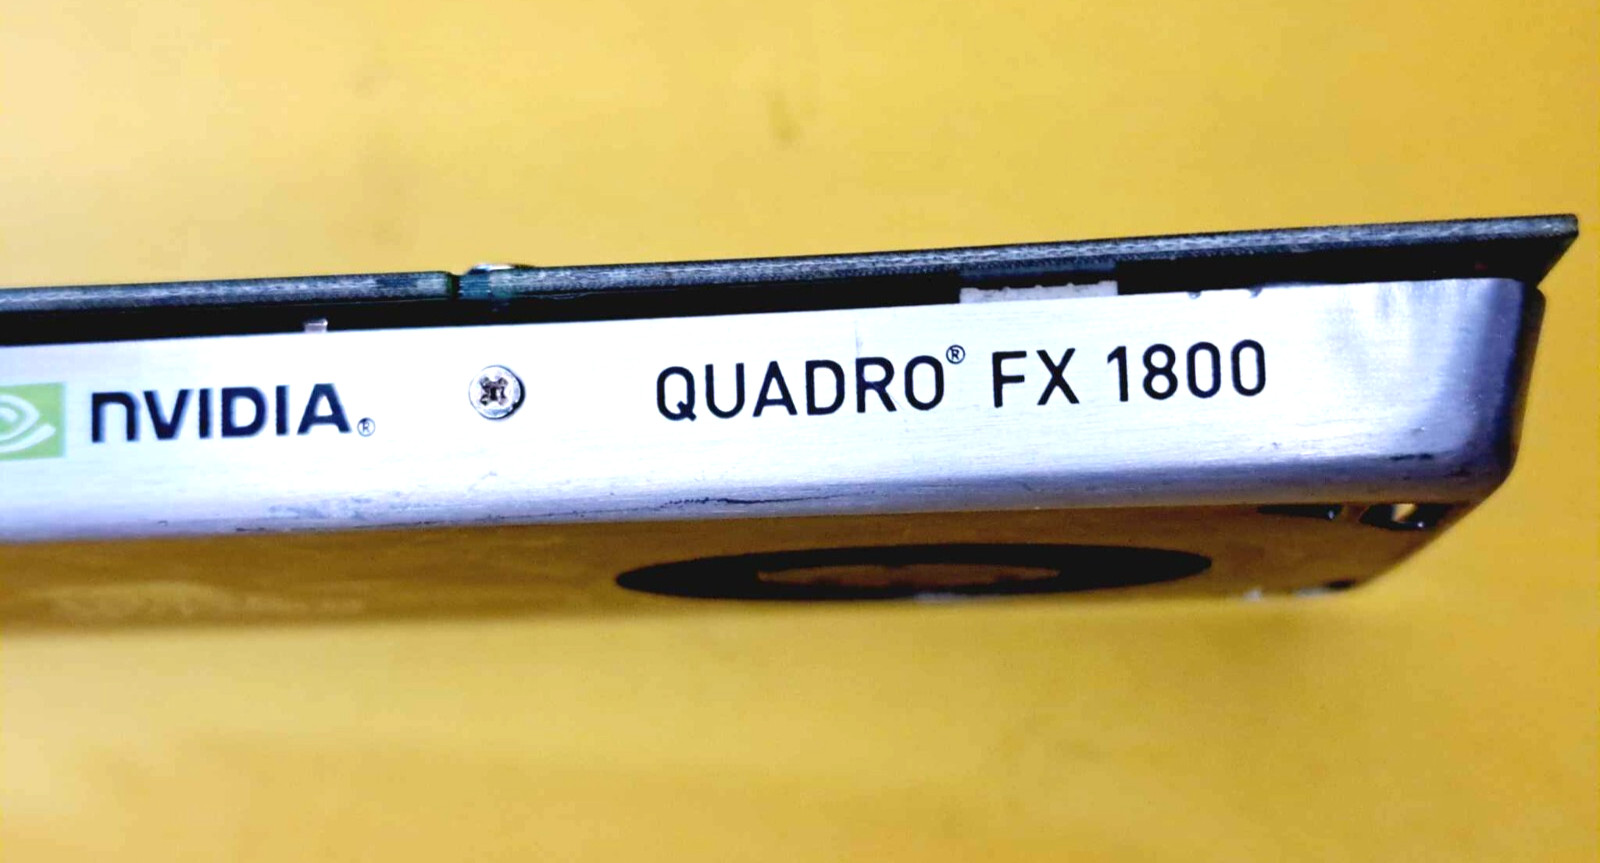 nVIDIA® QUADRO® FX 1800